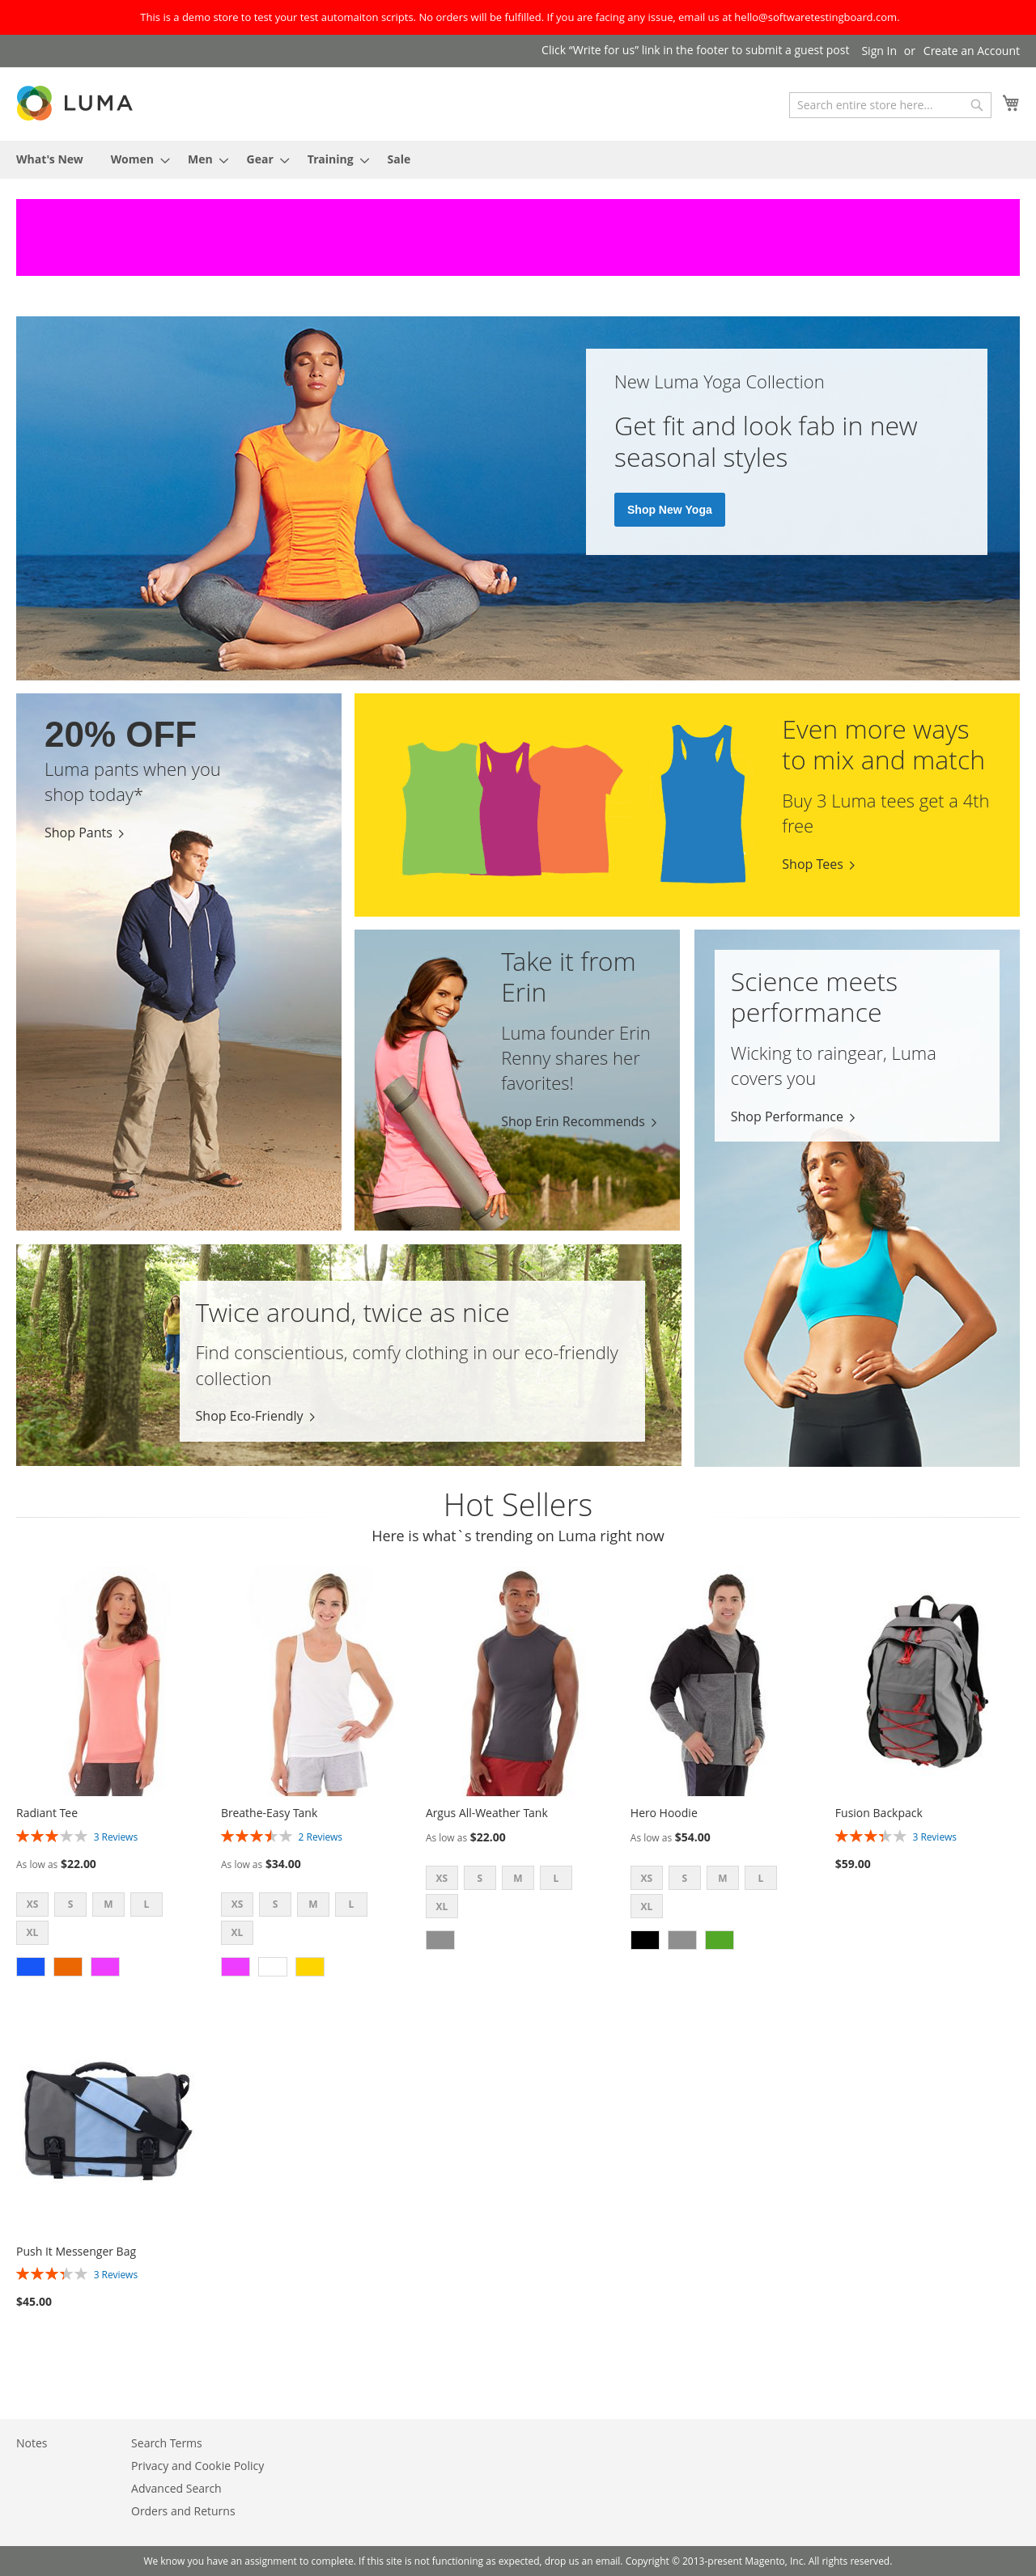 This is a demo store to test your test automaiton scripts. No orders will be fulfilled. If you are facing any issue, email us at hello@softwaretestingboard.com.
Click “Write for us” link in the footer to submit a guest post Sign In or Create an Account
LUMA
Search entire store here...
What's New Women Men Gear Training Sale
New Luma Yoga Collection
Get fit and look fab in new
seasonal styles
Shop New Yoga
20% OFF
Luma pants when you
shop today*
Shop Pants
Even more ways
to mix and match
Buy 3 Luma tees get a 4th
free
Shop Tees
Take it from
Erin
Luma founder Erin
Renny shares her
favorites!
Shop Erin Recommends
Science meets
performance
Wicking to raingear, Luma
covers you
Shop Performance
Twice around, twice as nice
Find conscientious, comfy clothing in our eco-friendly
collection
Shop Eco-Friendly
Hot Sellers
Here is what`s trending on Luma right now
Radiant Tee
3 Reviews
As low as $22.00
XS S M L
XL
Breathe-Easy Tank
2 Reviews
As low as $34.00
XS S M L
XL
Argus All-Weather Tank
As low as $22.00
XS S M L
XL
Hero Hoodie
As low as $54.00
XS S M L
XL
Fusion Backpack
3 Reviews
$59.00
Push It Messenger Bag
3 Reviews
$45.00
Notes
Search Terms
Privacy and Cookie Policy
Advanced Search
Orders and Returns
We know you have an assignment to complete. If this site is not functioning as expected, drop us an email. Copyright © 2013-present Magento, Inc. All rights reserved.